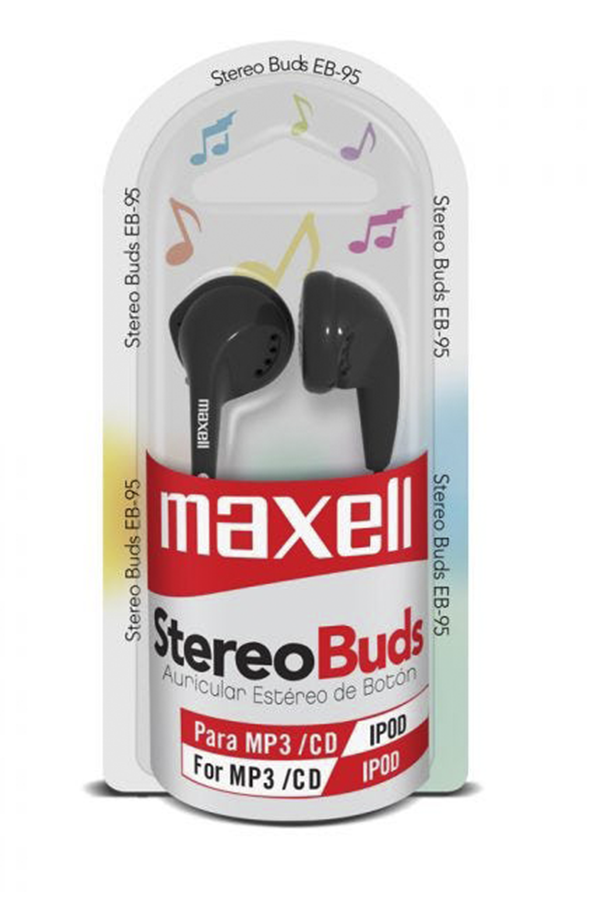 Stereo Buds EB-95
Stereo Buds EB-95
Stereo Buds EB-95
maxell
maxell
Stereo Buds EB-95
Stereo Buds EB-95
StereoBuds
Auricular Estéreo de Botón
Para MP3 /CD IPOD
For MP3 /CD IPOD